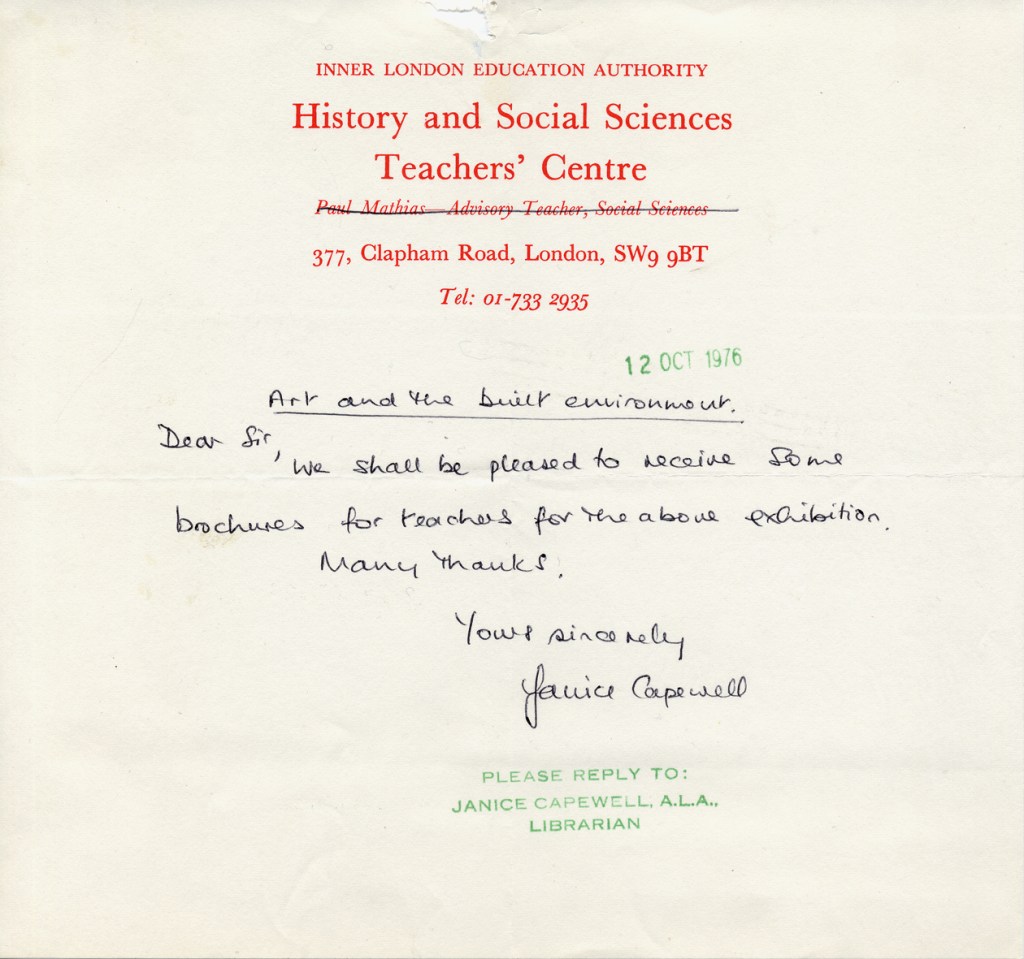 INNER LONDON EDUCATION AUTHORITY
History and Social Sciences
Teachers' Centre
Paul Mathias—Advisory Teacher, Social Sciences
377, Clapham Road, London, SW9 9BT
Tel: 01-733 2935
12 OCT 1976
Art and the built environment.
Dear Sir,
We shall be pleased to receive some
brochures for teachers for the above exhibition.
Many thanks.
Yours sincerely
Janice Capewell
PLEASE REPLY TO:
JANICE CAPEWELL, A.L.A.,
LIBRARIAN